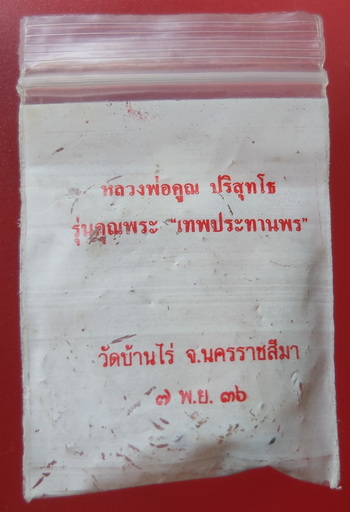 หลวงพ่อคูณ ปริสุทโธ
รุ่นคุณพระ "เทพประทานพร"
วัดบ้านไร่ จ.นครราชสีมา
๗ พ.ย. ๓๖